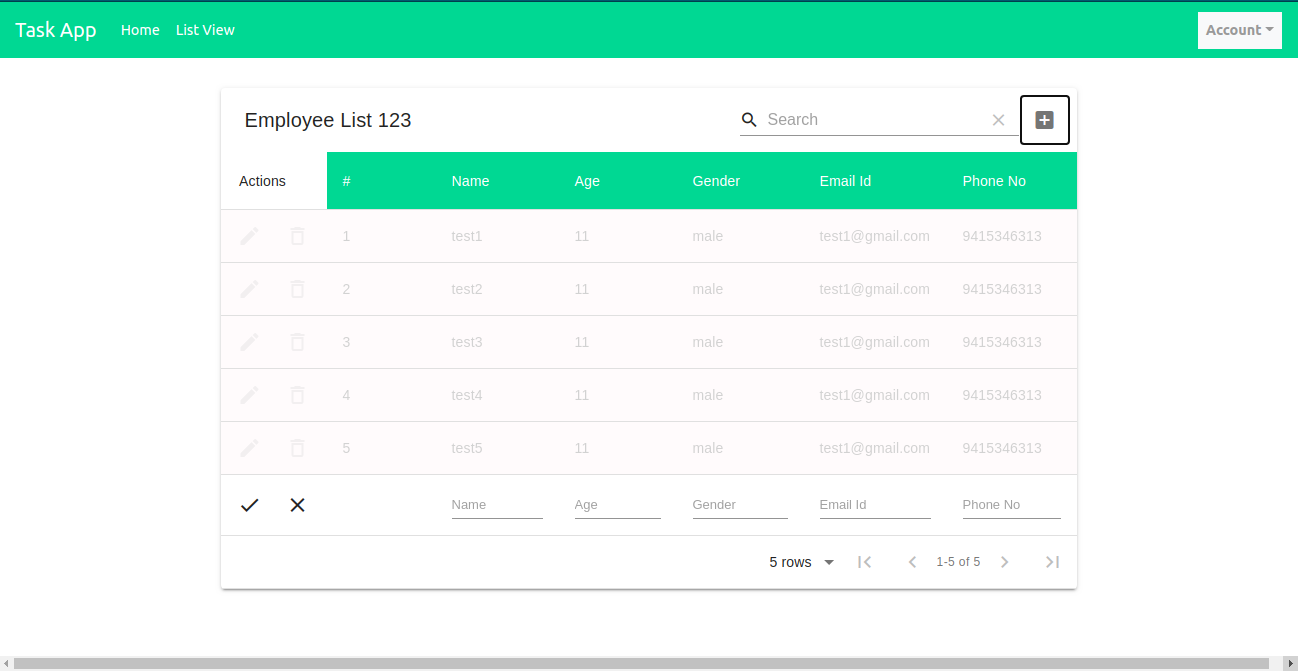 Task App Home List View Account
Employee List 123 Search
Actions # Name Age Gender Email Id Phone No
1 test1 11 male test1@gmail.com 9415346313
2 test2 11 male test1@gmail.com 9415346313
3 test3 11 male test1@gmail.com 9415346313
4 test4 11 male test1@gmail.com 9415346313
5 test5 11 male test1@gmail.com 9415346313
Name Age Gender Email Id Phone No
5 rows 1-5 of 5